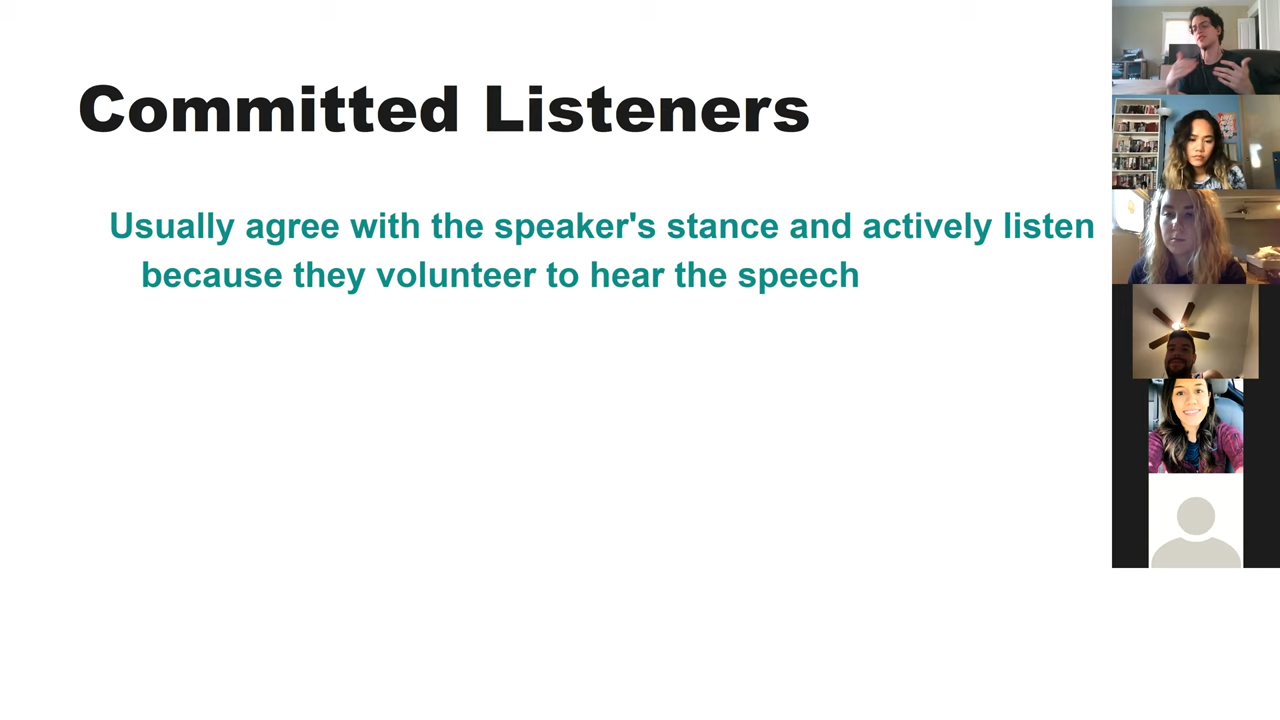 Committed Listeners
Usually agree with the speaker's stance and actively listen
because they volunteer to hear the speech